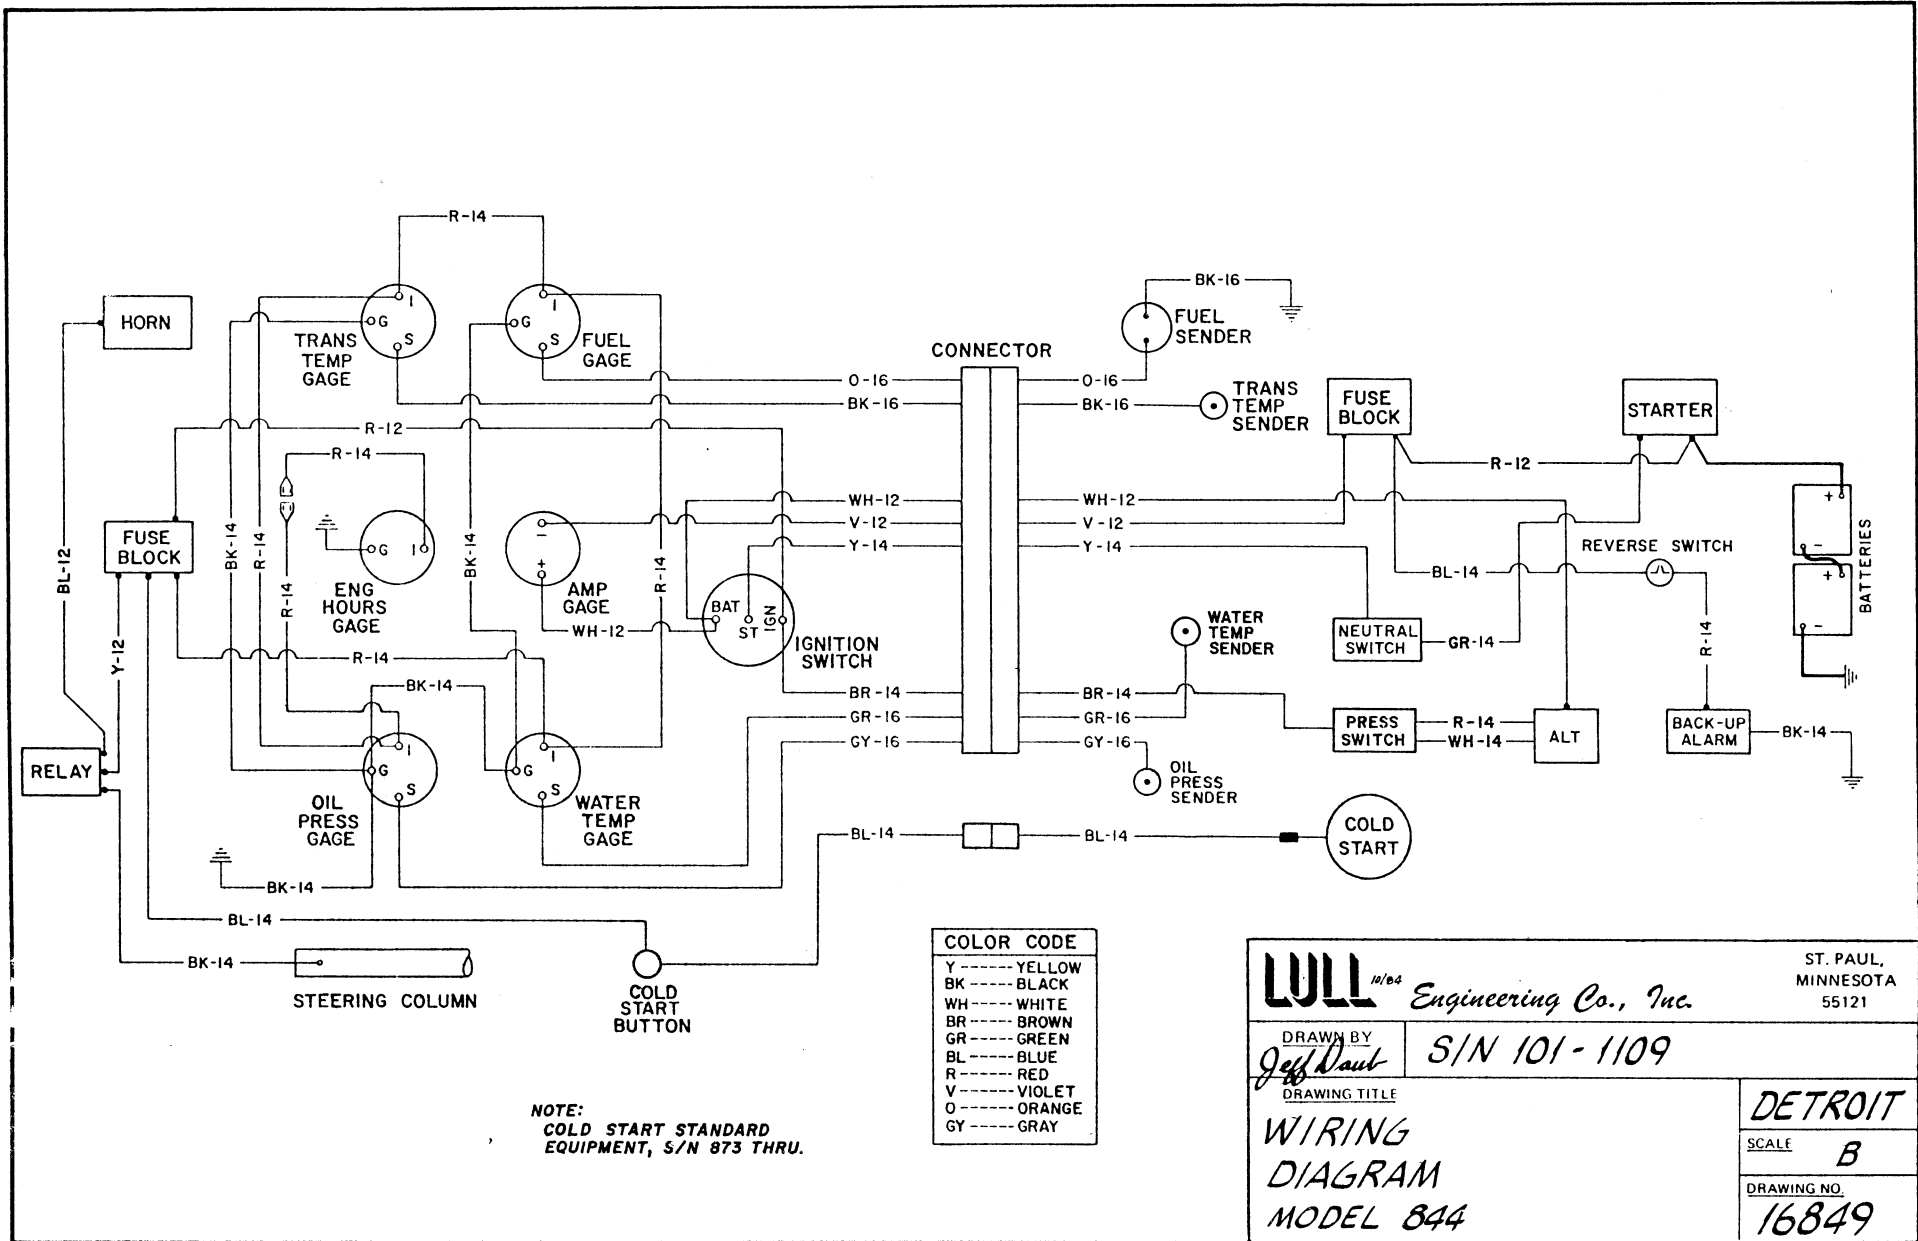 R-14
BK-16
HORN
I
G
S
TRANS
TEMP
GAGE
I
G
S
FUEL
GAGE
FUEL
SENDER
CONNECTOR
O-16
BK-16
O-16
BK-16
TRANS
TEMP
SENDER
FUSE
BLOCK
STARTER
R-12
R-14
R-12
WH-12
V-12
Y-14
WH-12
V-12
Y-14
+
-
+
-
BATTERIES
FUSE
BLOCK
BL-12
BK-14
R-14
R-14
G
I
ENG
HOURS
GAGE
BK-14
-
+
AMP
GAGE
WH-12
R-14
BAT
ST
IGN
IGNITION
SWITCH
REVERSE SWITCH
BL-14
R-14
WATER
TEMP
SENDER
NEUTRAL
SWITCH
GR-14
Y-12
R-14
BK-14
BR-14
GR-16
GY-16
BR-14
GR-16
GY-16
PRESS
SWITCH
R-14
WH-14
ALT
BACK-UP
ALARM
BK-14
RELAY
I
G
S
OIL
PRESS
GAGE
I
G
S
WATER
TEMP
GAGE
OIL
PRESS
SENDER
BL-14
BL-14
COLD
START
BK-14
BL-14
BK-14
STEERING COLUMN
COLD
START
BUTTON
COLOR CODE
Y ------ YELLOW
BK ----- BLACK
WH ----- WHITE
BR ----- BROWN
GR ----- GREEN
BL ----- BLUE
R ------ RED
V ------ VIOLET
O ------ ORANGE
GY ----- GRAY
NOTE:
COLD START STANDARD
EQUIPMENT, S/N 873 THRU.
LULL 10/84 Engineering Co., Inc.
ST. PAUL,
MINNESOTA
55121
DRAWN BY
Jeff Daub
S/N 101-1109
DRAWING TITLE
WIRING
DIAGRAM
MODEL 844
DETROIT
SCALE B
DRAWING NO.
16849